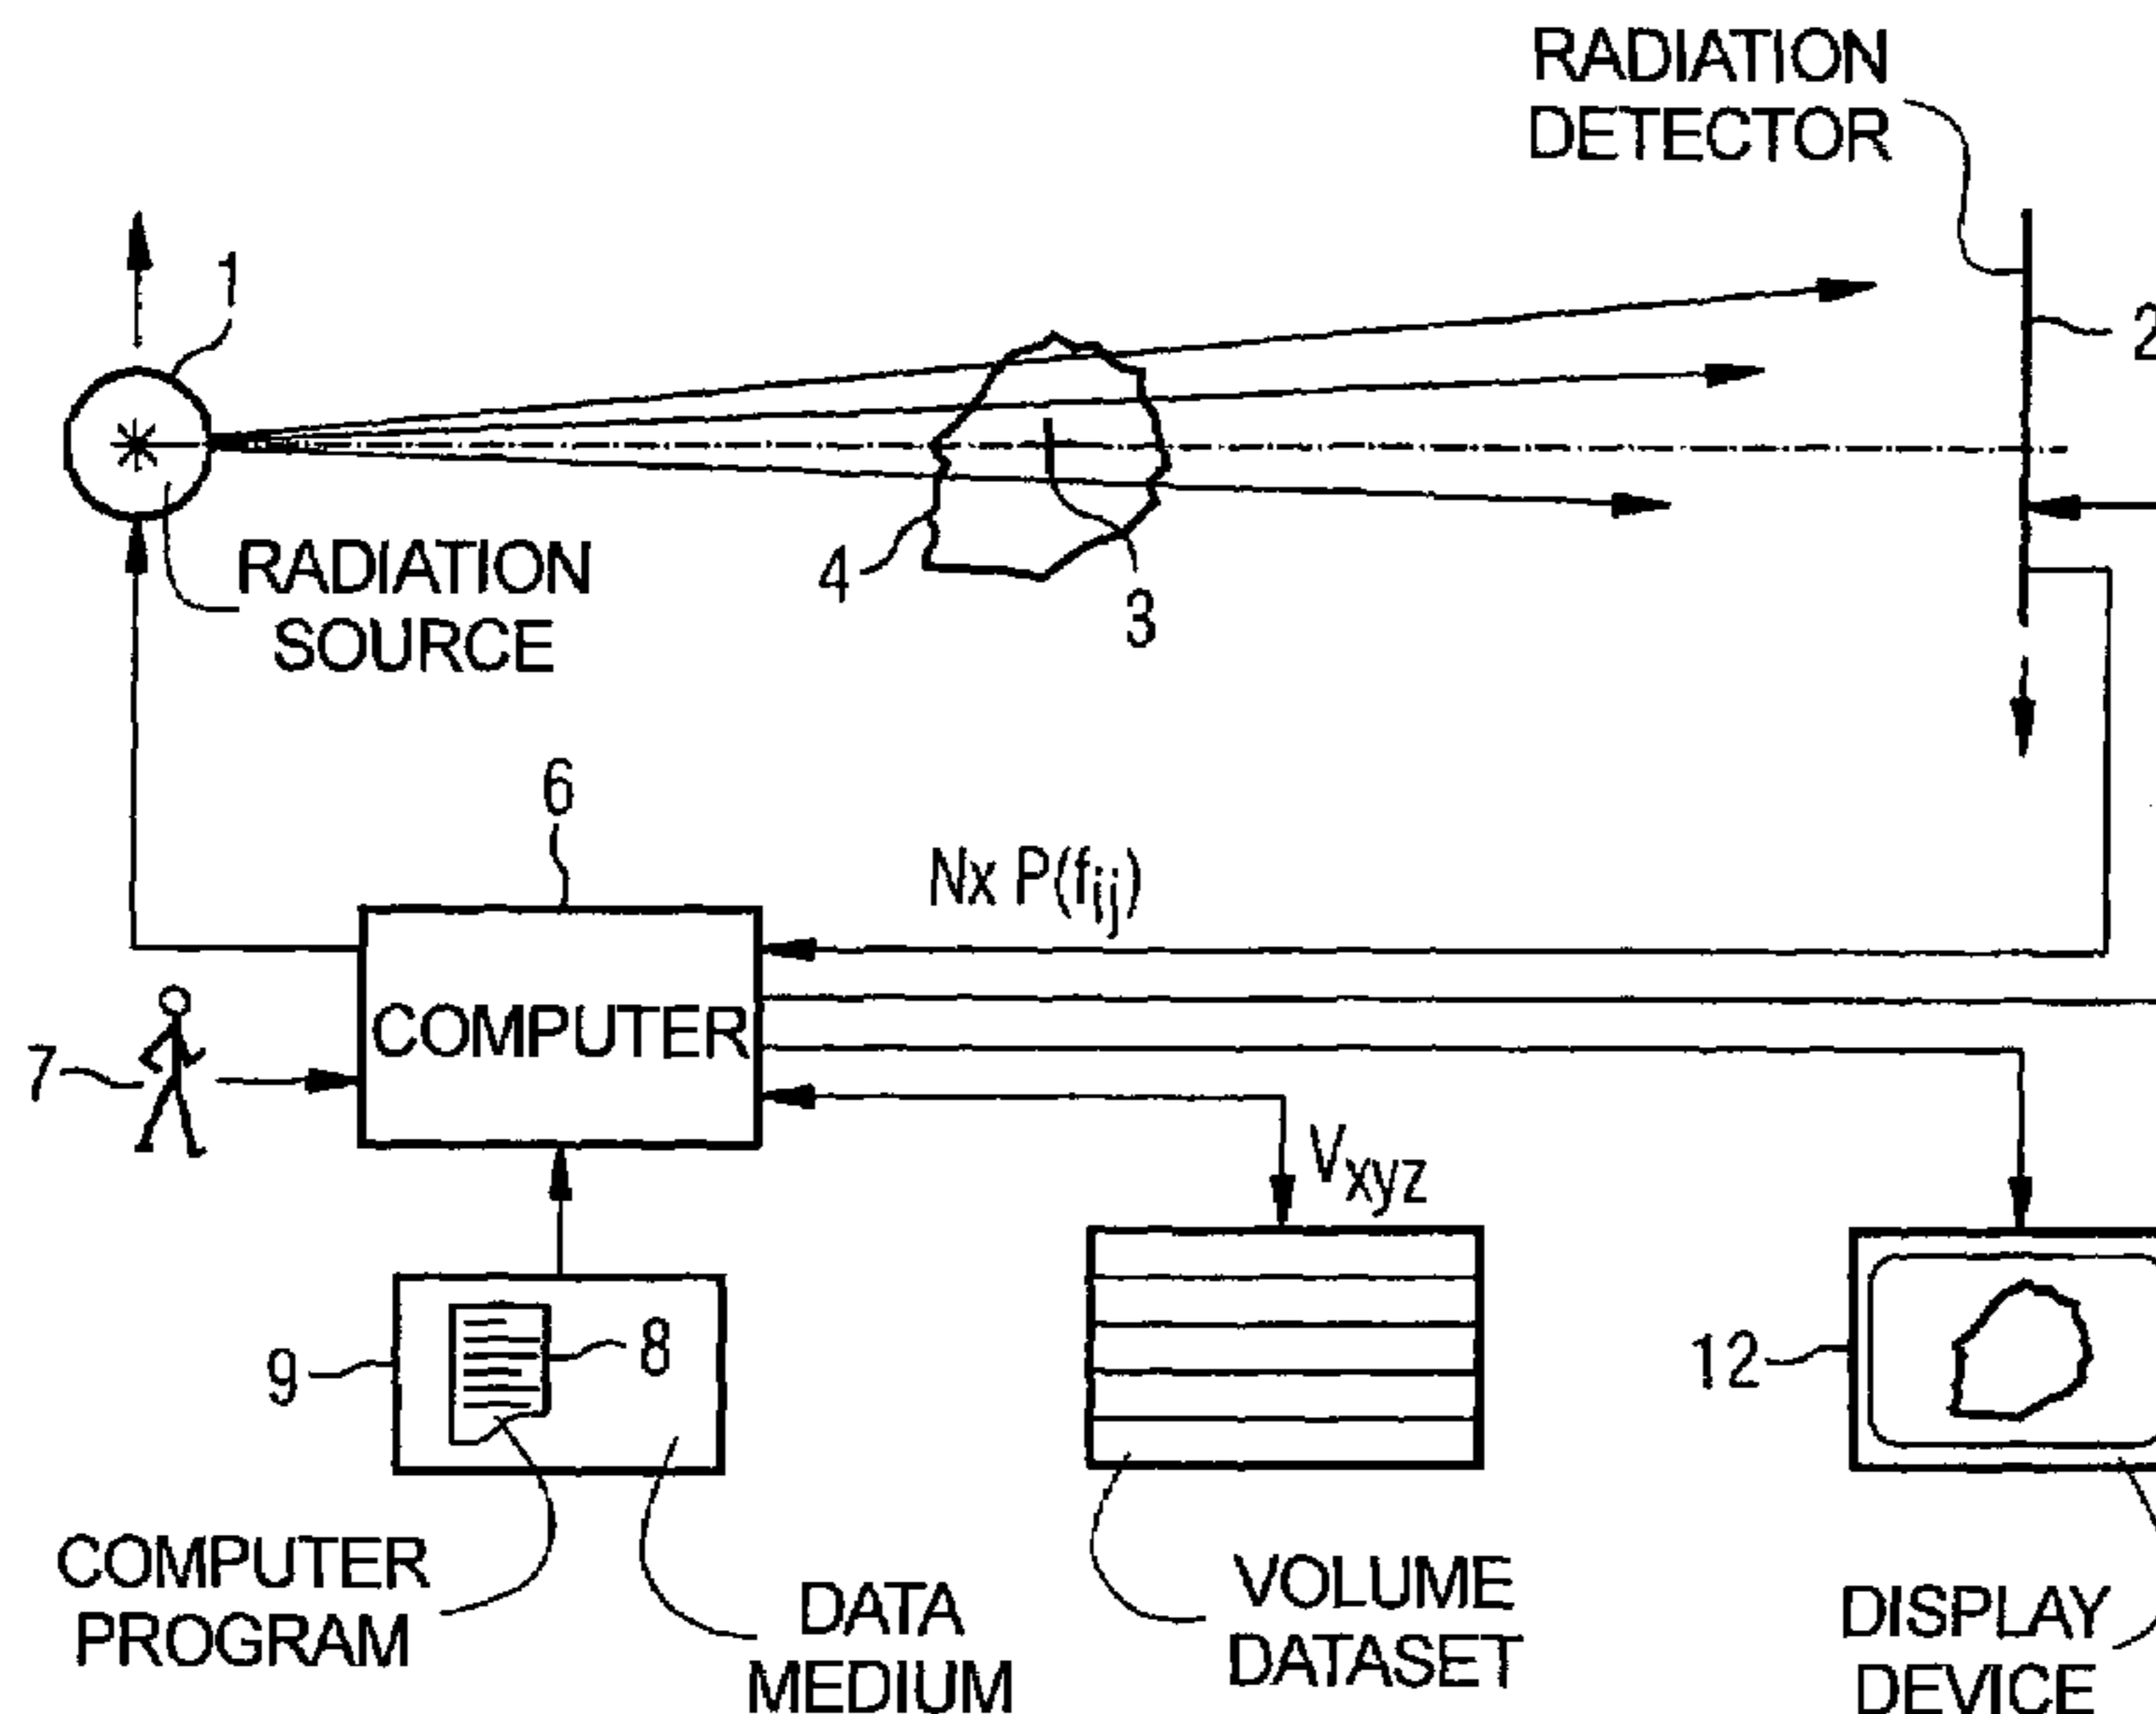 RADIATION
DETECTOR
1
2
RADIATION
SOURCE
4
3
6
Nx P(fij)
COMPUTER
7
Vxyz
9
8
12
COMPUTER
PROGRAM
DATA
MEDIUM
VOLUME
DATASET
DISPLAY
DEVICE